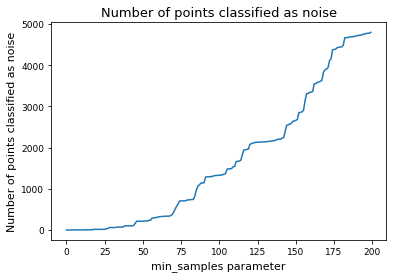 Number of points classified as noise
Number of points classified as noise
5000
4000
3000
2000
1000
0
0 25 50 75 100 125 150 175 200
min_samples parameter